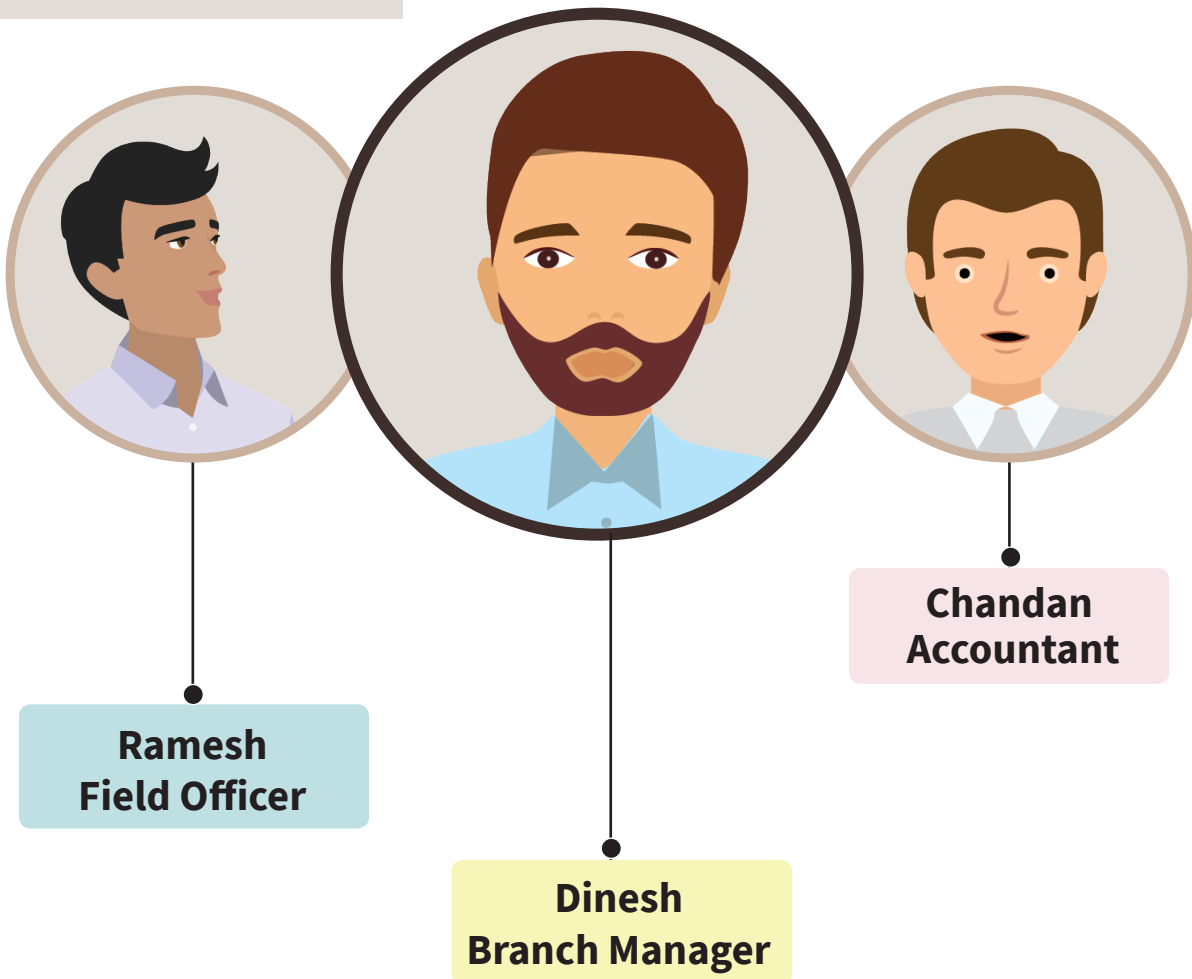 Chandan
Accountant
Ramesh
Field Officer
Dinesh
Branch Manager